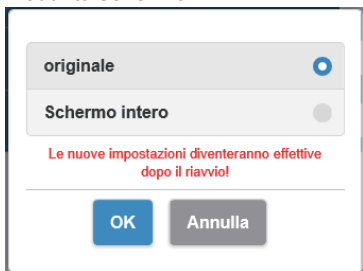 originale
Schermo intero
Le nuove impostazioni diventeranno effettive
dopo il riavvio!
OK
Annulla